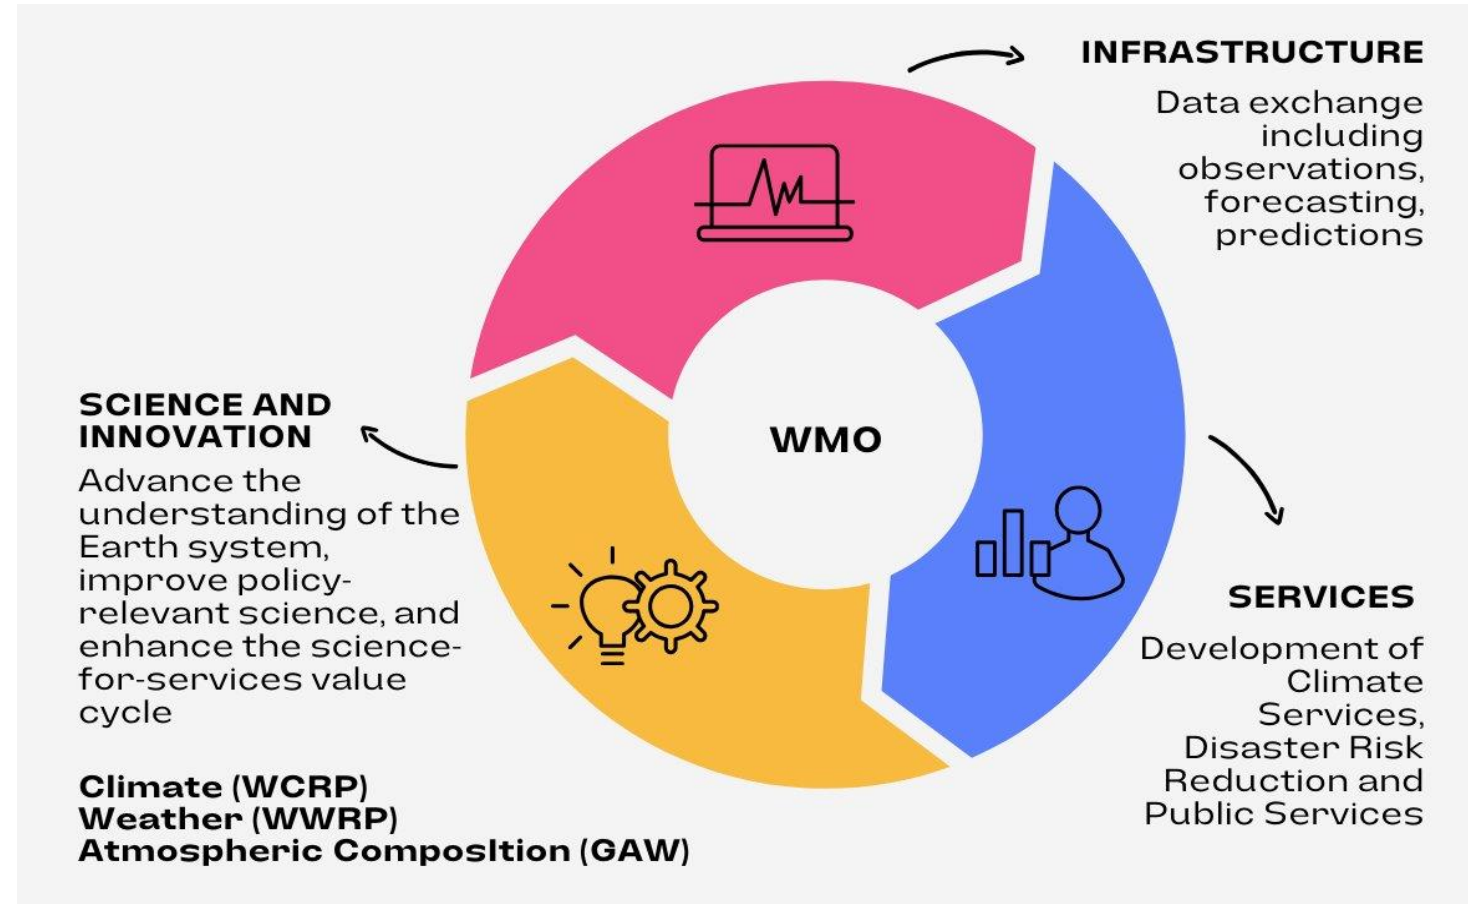 INFRASTRUCTURE
Data exchange
including
observations,
forecasting,
predictions
WMO
SCIENCE AND
INNOVATION
Advance the
understanding of the
Earth system,
improve policy-
relevant science, and
enhance the science-
for-services value
cycle
Climate (WCRP)
Weather (WWRP)
Atmospheric ComposItion (GAW)
SERVICES
Development of
Climate
Services,
Disaster Risk
Reduction and
Public Services